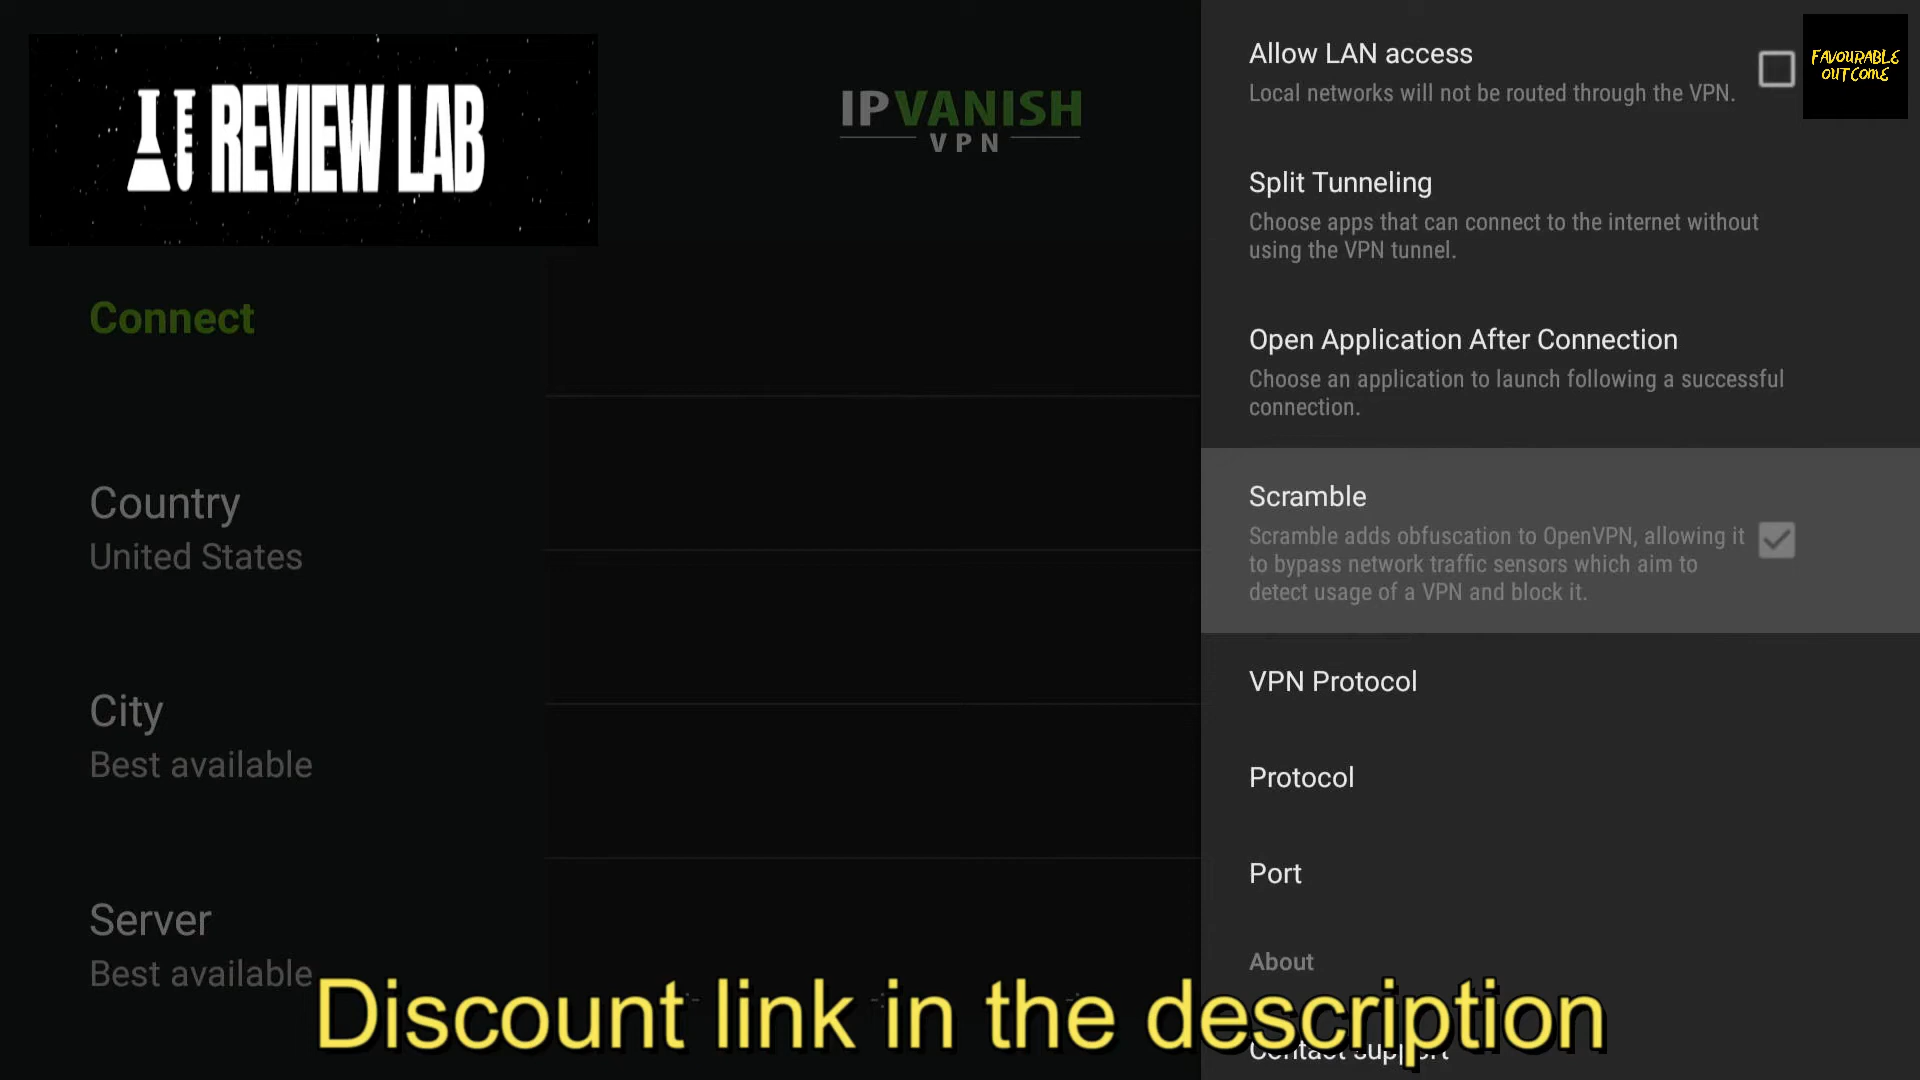 REVIEW LAB
IPVANISH
VPN
Connect
Country
United States
City
Best available
Server
Best available
Allow LAN access
Local networks will not be routed through the VPN.
FAVOURABLE
OUTCOME
Split Tunneling
Choose apps that can connect to the internet without
using the VPN tunnel.
Open Application After Connection
Choose an application to launch following a successful
connection.
Scramble
Scramble adds obfuscation to OpenVPN, allowing it
to bypass network traffic sensors which aim to
detect usage of a VPN and block it.
VPN Protocol
Protocol
Port
About
Contact support
Discount link in the description